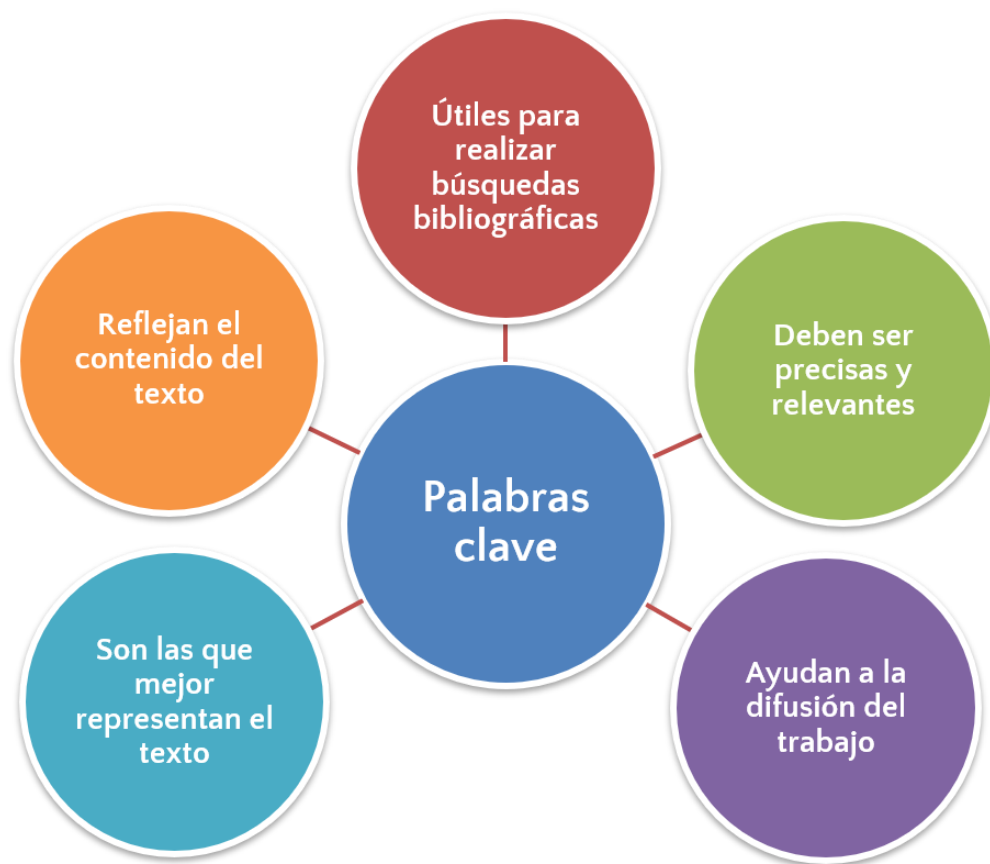 Útiles para
realizar
búsquedas
bibliográficas
Reflejan el
contenido del
texto
Deben ser
precisas y
relevantes
Palabras
clave
Son las que
mejor
representan el
texto
Ayudan a la
difusión del
trabajo